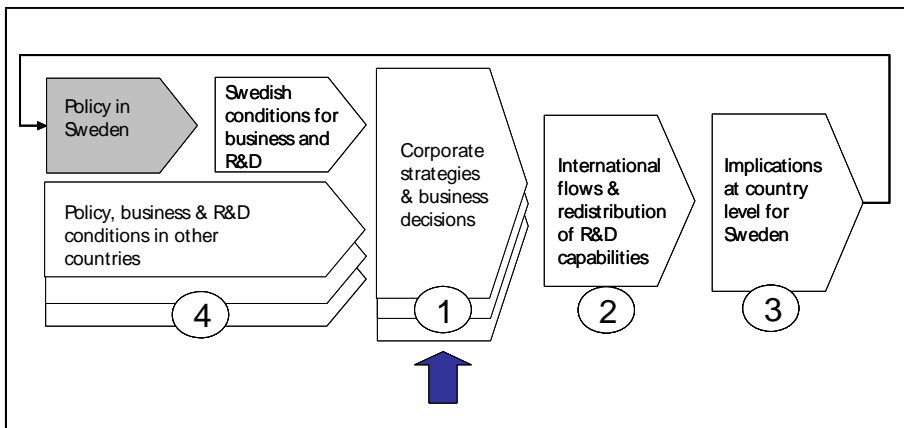 Policy in
Sweden
Swedish
conditions for
business and
R&D
Policy, business & R&D
conditions in other
countries
4
Corporate
strategies
& business
decisions
1
International
flows &
redistribution
of R&D
capabilities
2
Implications
at country
level for
Sweden
3